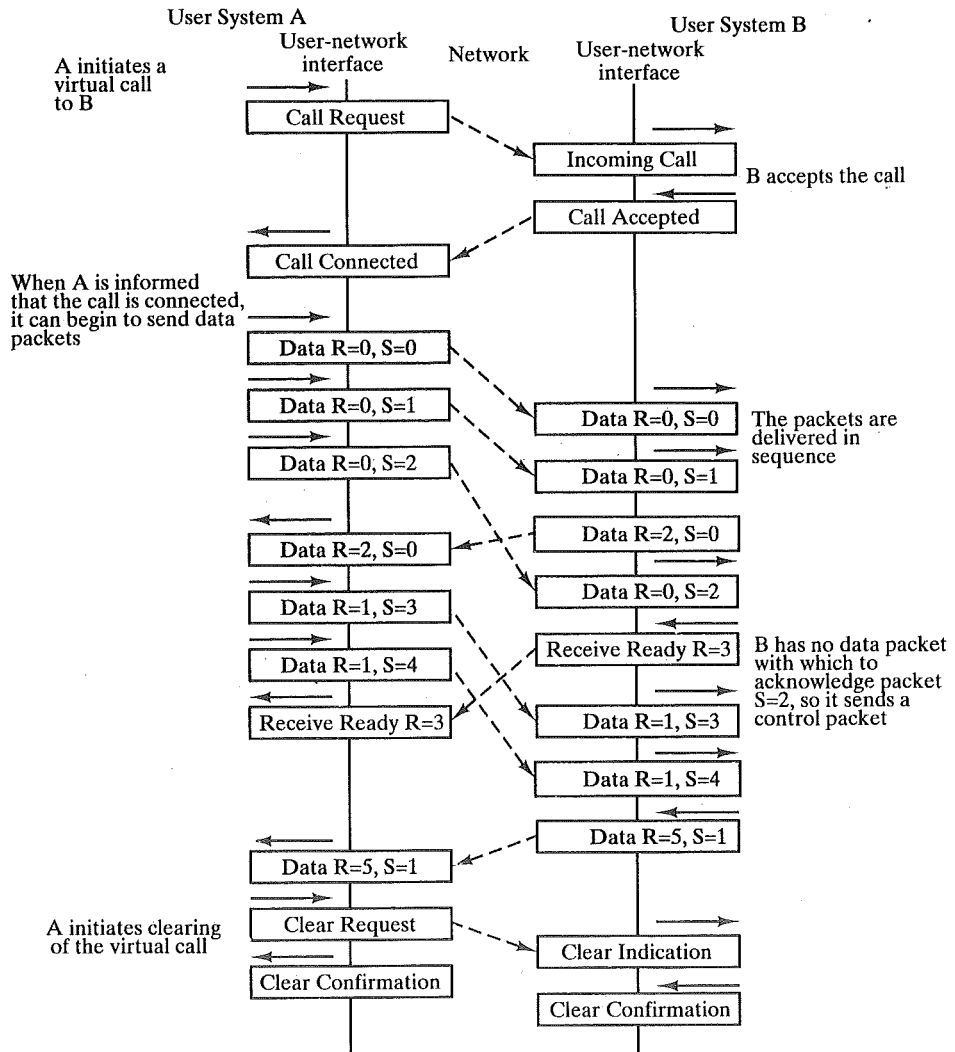 User System A
User System B
User-network
interface
Network
User-network
interface
A initiates a
virtual call
to B
Call Request
Incoming Call
B accepts the call
Call Accepted
Call Connected
When A is informed
that the call is connected,
it can begin to send data
packets
Data R=0, S=0
Data R=0, S=1
Data R=0, S=0
The packets are
delivered in
sequence
Data R=0, S=2
Data R=0, S=1
Data R=2, S=0
Data R=2, S=0
Data R=0, S=2
Data R=1, S=3
Receive Ready R=3
B has no data packet
with which to
acknowledge packet
S=2, so it sends a
control packet
Data R=1, S=4
Receive Ready R=3
Data R=1, S=3
Data R=1, S=4
Data R=5, S=1
Data R=5, S=1
A initiates clearing
of the virtual call
Clear Request
Clear Indication
Clear Confirmation
Clear Confirmation